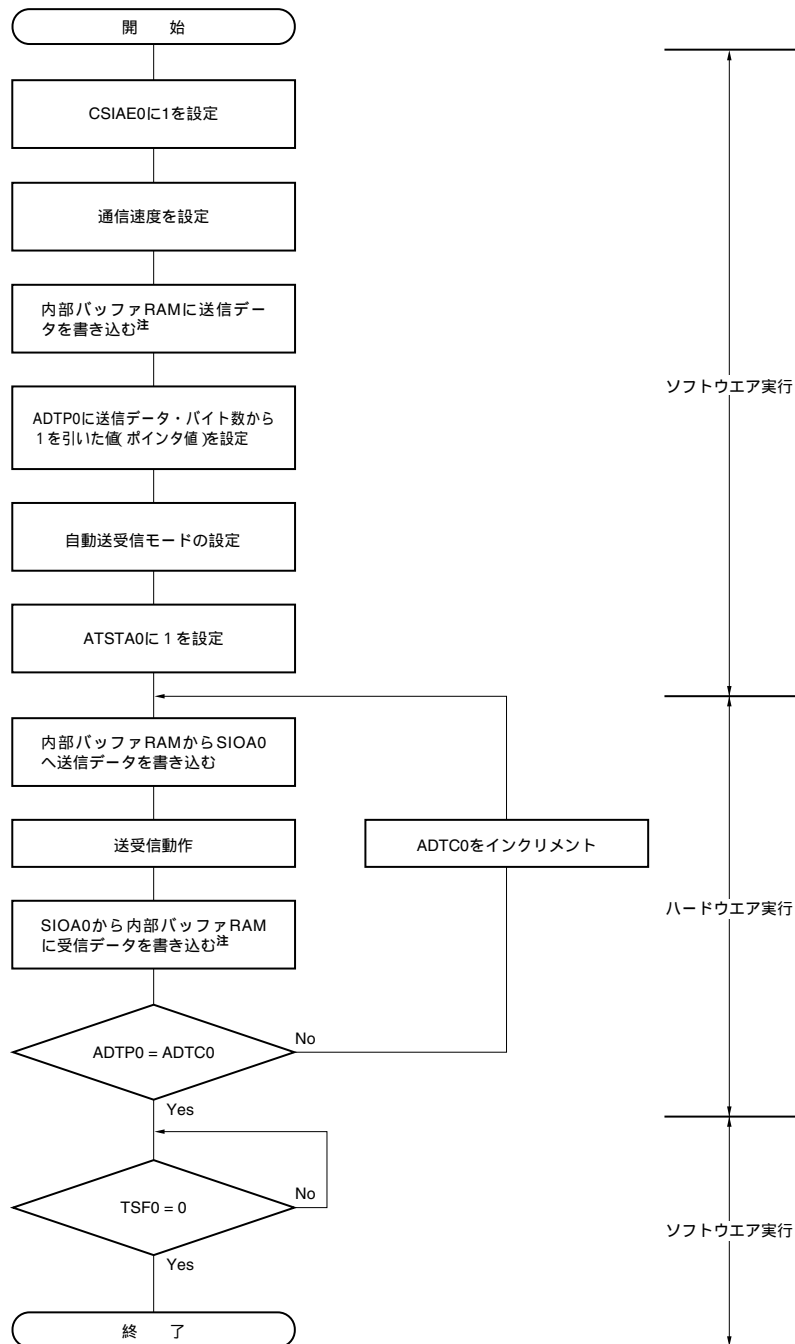 開　始
CSIAE0に1を設定
通信速度を設定
内部バッファRAMに送信デー
タを書き込む注
ADTP0に送信データ・バイト数から
1を引いた値(ポインタ値)を設定
自動送受信モードの設定
ATSTA0に1を設定
ソフトウエア実行
内部バッファRAMからSIOA0
へ送信データを書き込む
送受信動作
ADTC0をインクリメント
SIOA0から内部バッファRAM
に受信データを書き込む注
ハードウエア実行
ADTP0 = ADTC0
No
Yes
TSF0 = 0
No
Yes
ソフトウエア実行
終　了